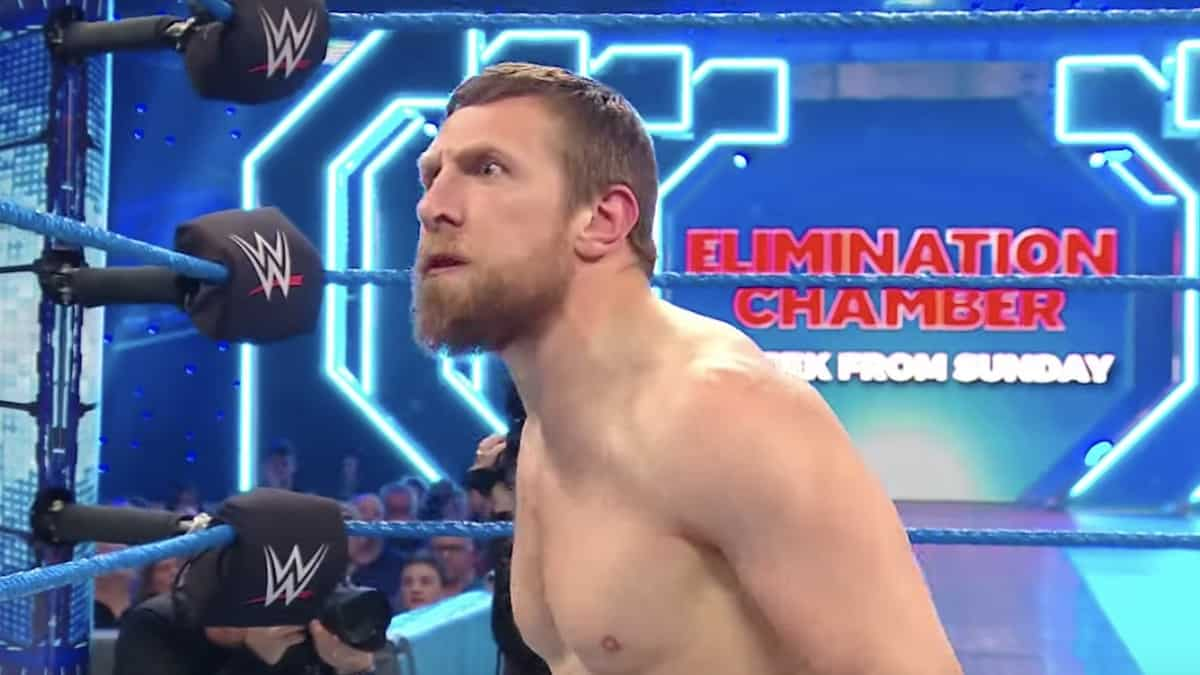 W
W
W
ELIMINATION
CHAMBER
FROM SUNDAY